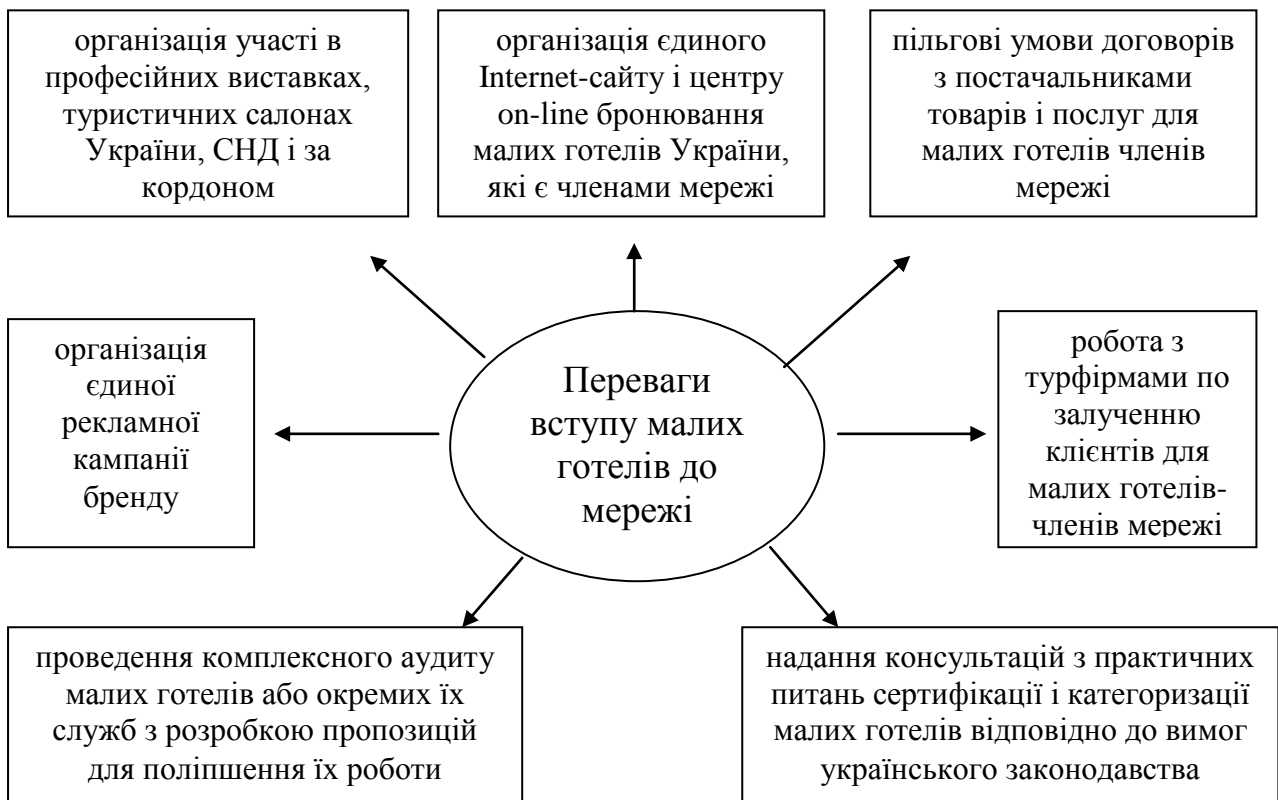 організація участі в
професійних виставках,
туристичних салонах
України, СНД і за
кордоном
організація єдиного
Internet-сайту і центру
on-line бронювання
малих готелів України,
які є членами мережі
пільгові умови договорів
з постачальниками
товарів і послуг для
малих готелів членів
мережі
організація
єдиної
рекламної
кампанії
бренду
Переваги
вступу малих
готелів до
мережі
робота з
турфірмами по
залученню
клієнтів для
малих готелів-
членів мережі
проведення комплексного аудиту
малих готелів або окремих їх
служб з розробкою пропозицій
для поліпшення їх роботи
надання консультацій з практичних
питань сертифікації і категоризації
малих готелів відповідно до вимог
українського законодавства